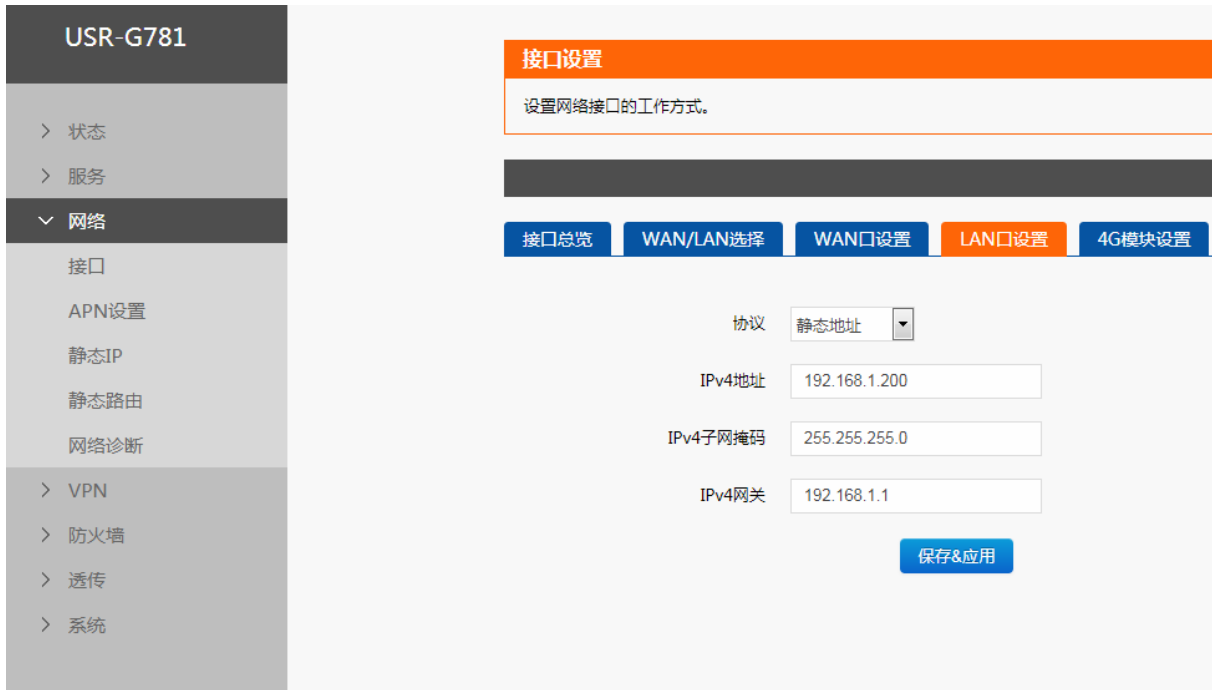 USR-G781
状态
服务
网络
接口
APN设置
静态IP
静态路由
网络诊断
VPN
防火墙
透传
系统
接口设置
设置网络接口的工作方式。
接口总览 WAN/LAN选择 WAN口设置 LAN口设置 4G模块设置
协议 静态地址
IPv4地址 192.168.1.200
IPv4子网掩码 255.255.255.0
IPv4网关 192.168.1.1
保存&应用